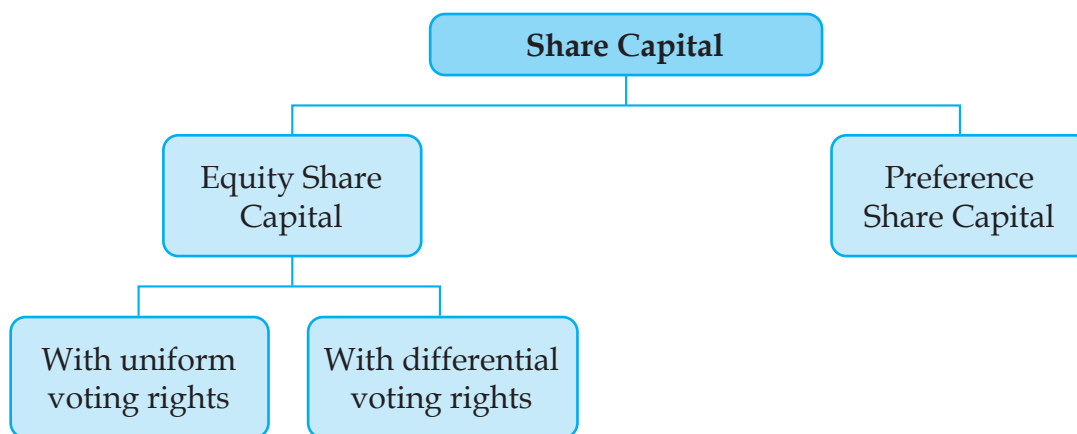 Share Capital
Equity Share
Capital
Preference
Share Capital
With uniform
voting rights
With differential
voting rights